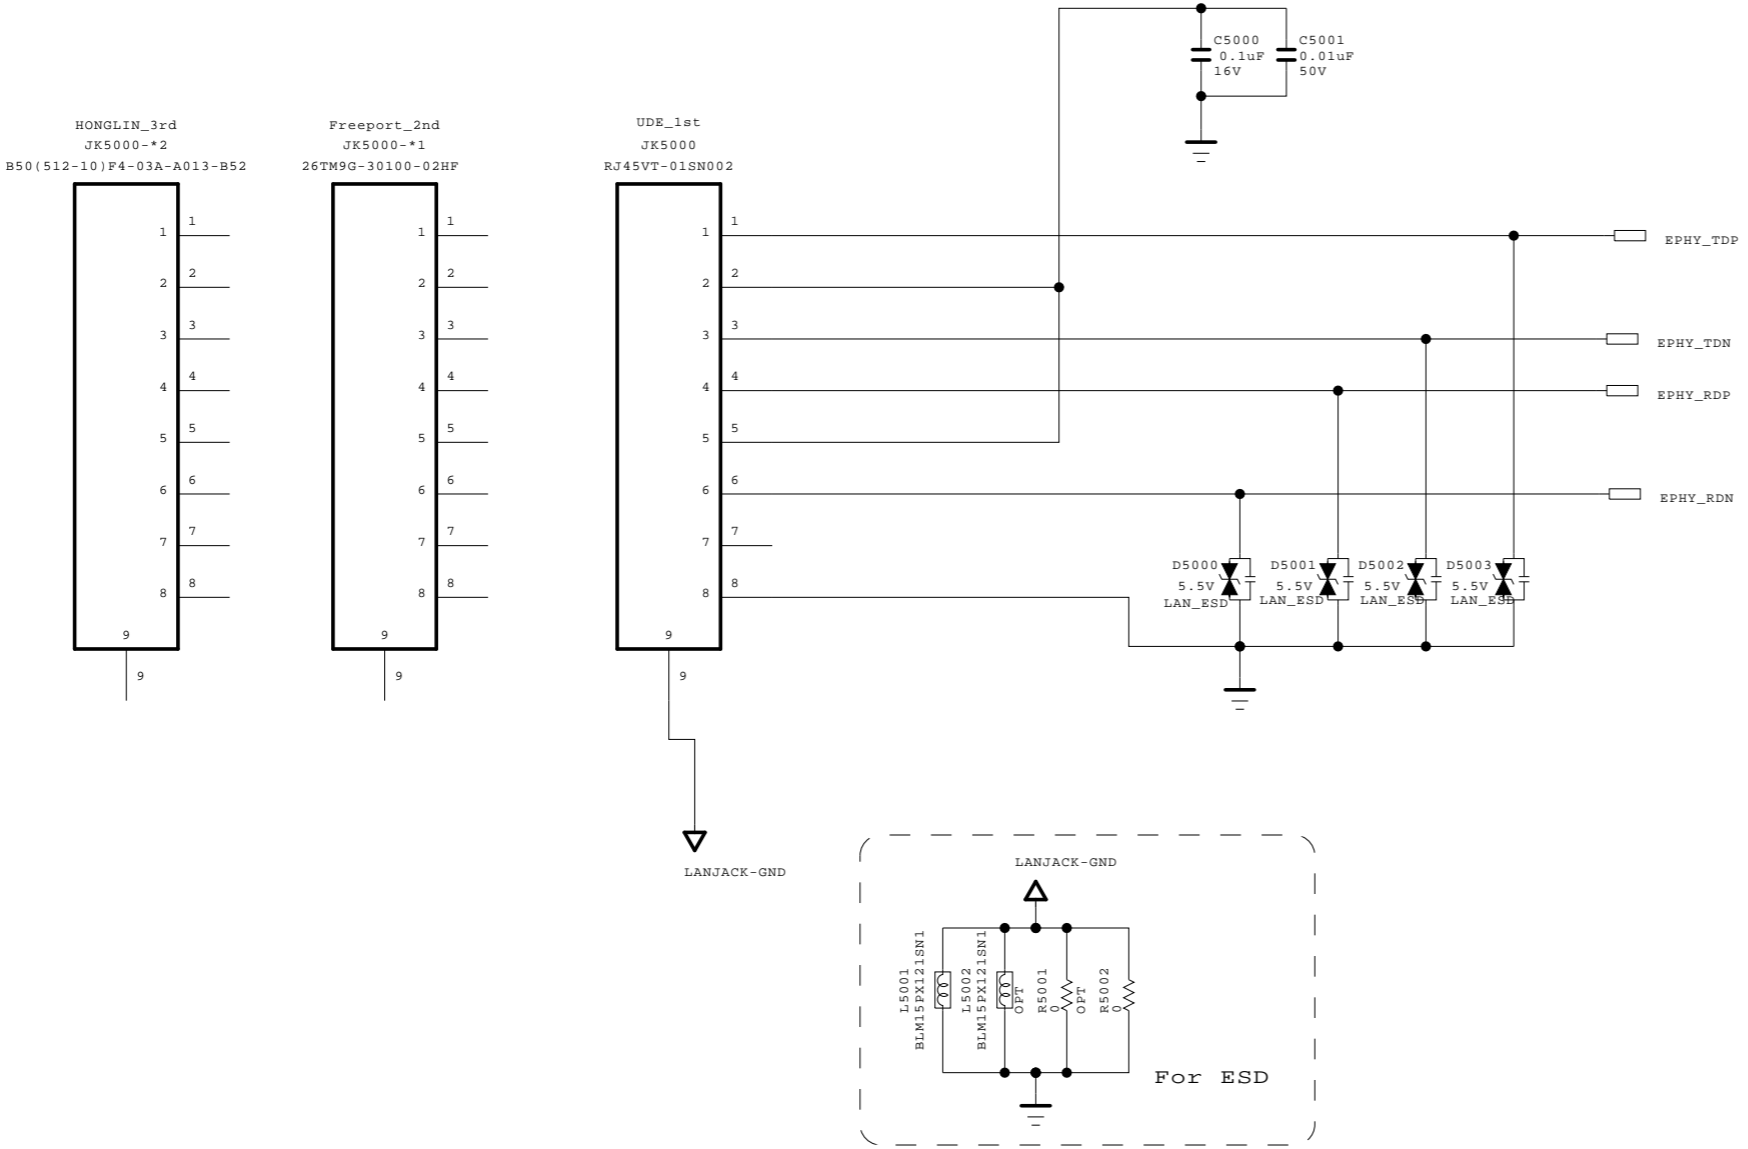 C5000
0.1uF
16V
C5001
0.01uF
50V
HONGLIN_3rd
JK5000-*2
B50(512-10)F4-03A-A013-B52
Freeport_2nd
JK5000-*1
26TM9G-30100-02HF
UDE_1st
JK5000
RJ45VT-01SN002
1 1
2 2
3 3
4 4
5 5
6 6
7 7
8 8
9
9
1 1
2 2
3 3
4 4
5 5
6 6
7 7
8 8
9
9
1 1
2 2
3 3
4 4
5 5
6 6
7 7
8 8
9
9
EPHY_TDP
EPHY_TDN
EPHY_RDP
EPHY_RDN
D5000
5.5V
LAN_ESD
D5001
5.5V
LAN_ESD
D5002
5.5V
LAN_ESD
D5003
5.5V
LAN_ESD
LANJACK-GND
LANJACK-GND
L5001
BLM15PX121SN1
L5002
BLM15PX121SN1
OPT
R5001
0
OPT
R5002
0
For ESD